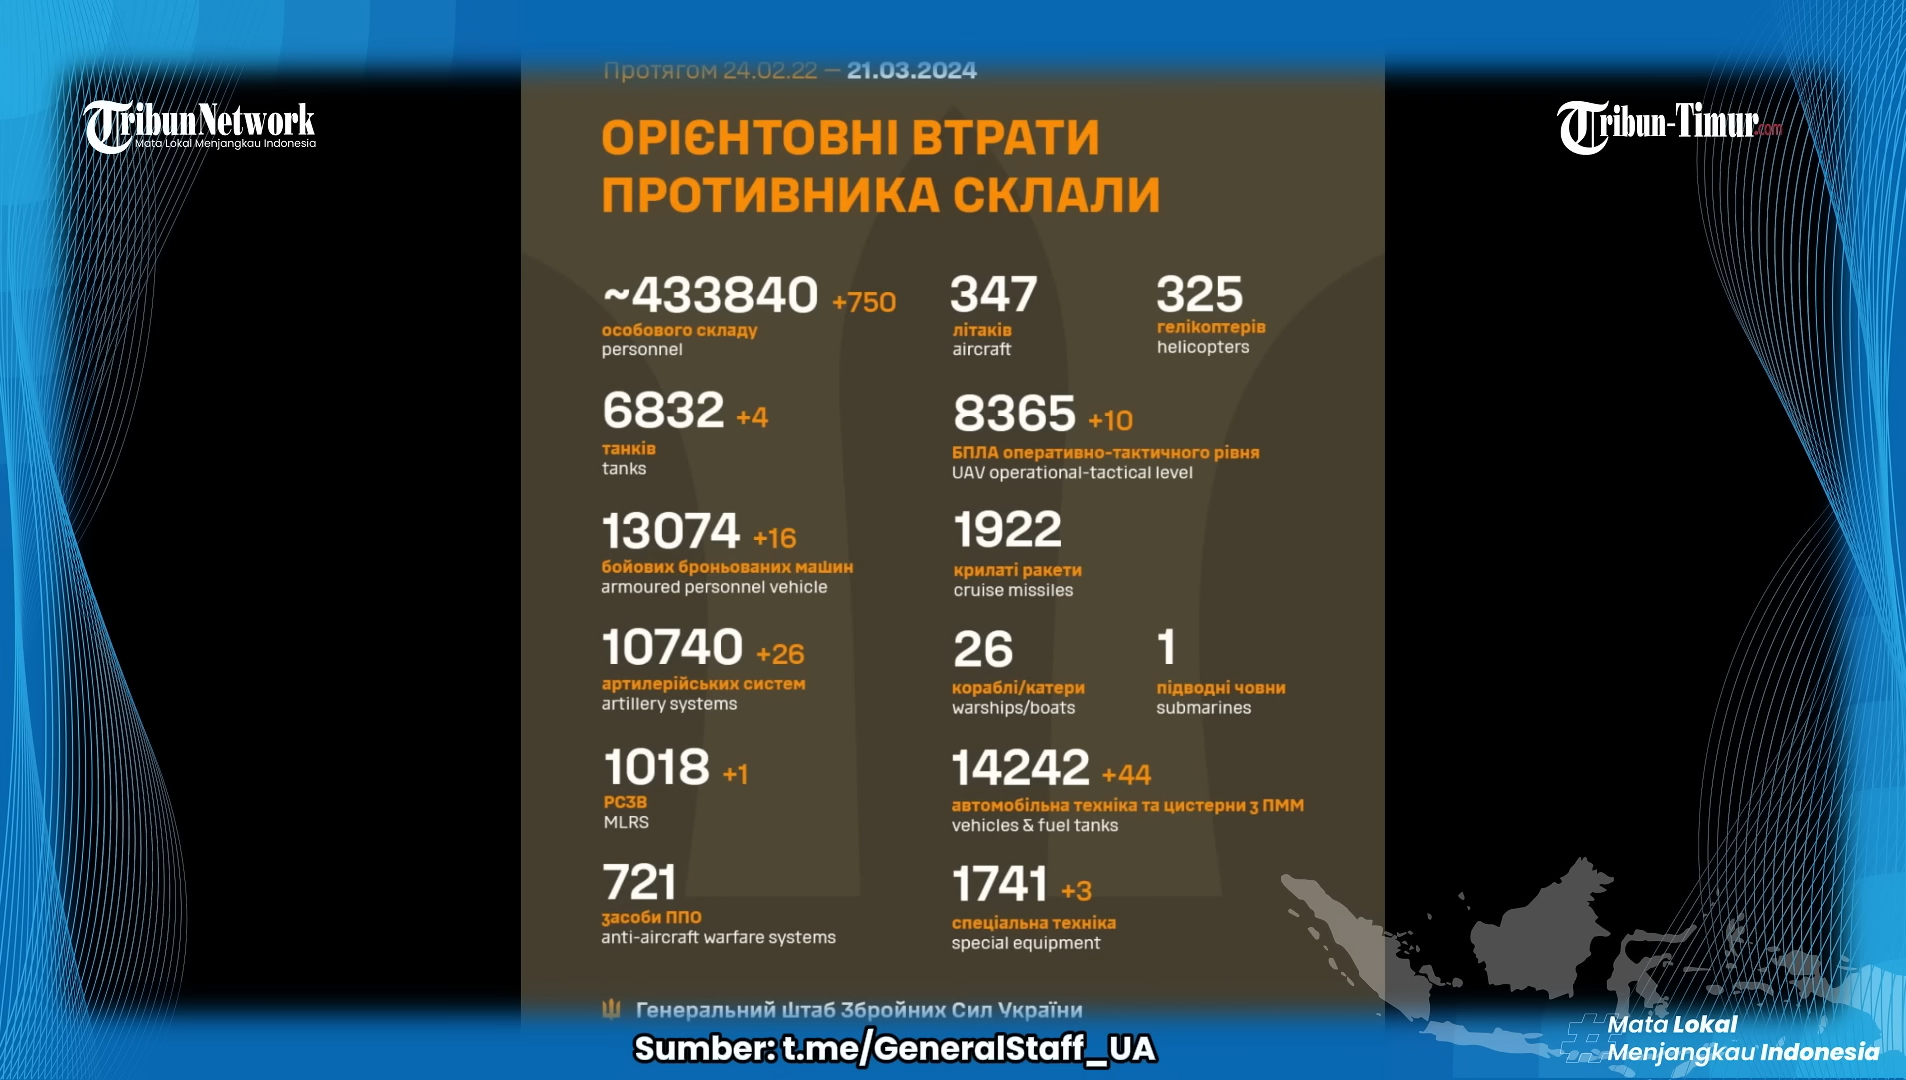 Протягом 24.02.22 — 21.03.2024
TribunNetwork
Mata Lokal Menjangkau Indonesia
Tribun-Timur.com
ОРІЄНТОВНІ ВТРАТИ
ПРОТИВНИКА СКЛАЛИ
~433840 +750
особового складу
personnel
347
літаків
aircraft
325
гелікоптерів
helicopters
6832 +4
танків
tanks
8365 +10
БПЛА оперативно-тактичного рівня
UAV operational-tactical level
13074 +16
бойових броньованих машин
armoured personnel vehicle
1922
крилаті ракети
cruise missiles
10740 +26
артилерійських систем
artillery systems
26
кораблі/катери
warships/boats
1
підводні човни
submarines
1018 +1
РСЗВ
MLRS
14242 +44
автомобільна техніка та цистерни з ПММ
vehicles & fuel tanks
721
засоби ППО
anti-aircraft warfare systems
1741 +3
спеціальна техніка
special equipment
Генеральний штаб Збройних Сил України
Sumber: t.me/GeneralStaff_UA
#Mata Lokal
Menjangkau Indonesia